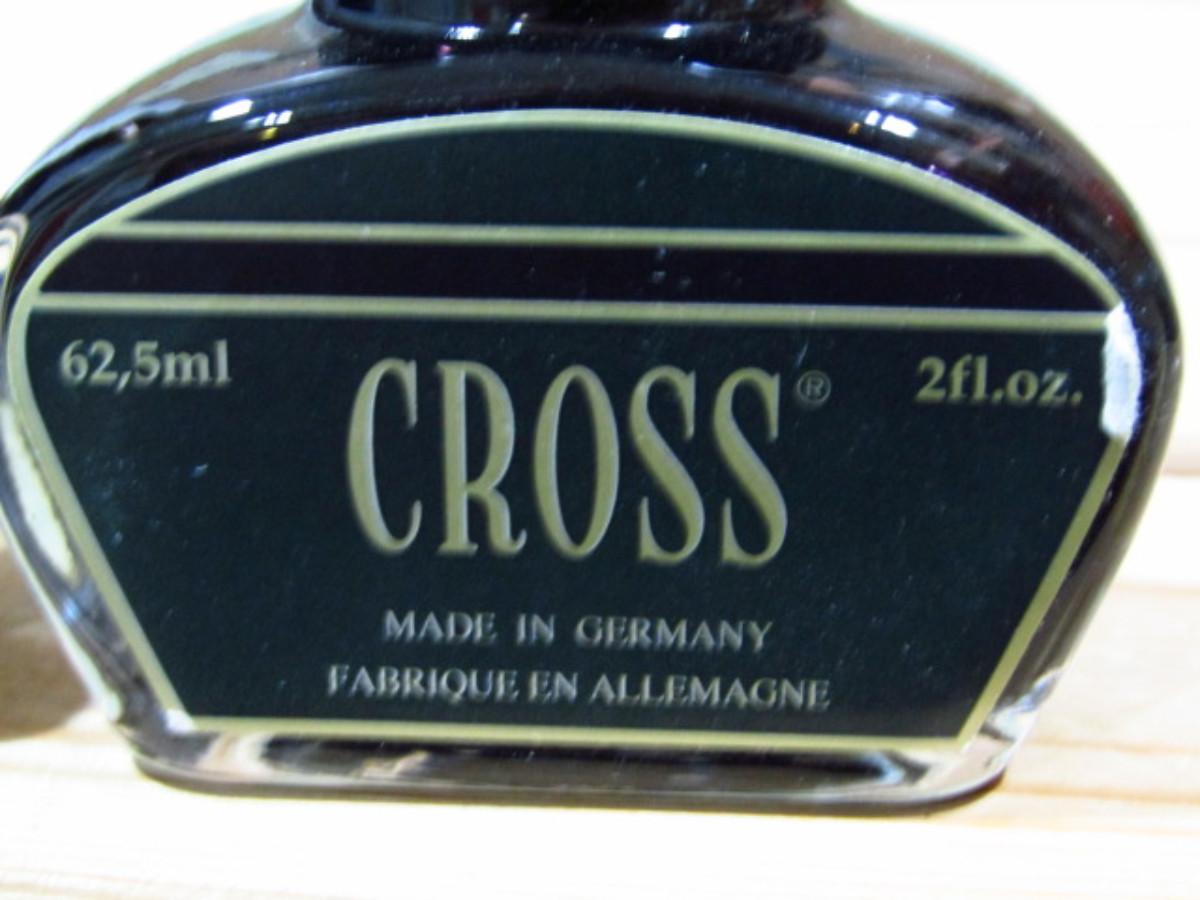 62,5ml
CROSS®
2fl.oz.
MADE IN GERMANY
FABRIQUE EN ALLEMAGNE